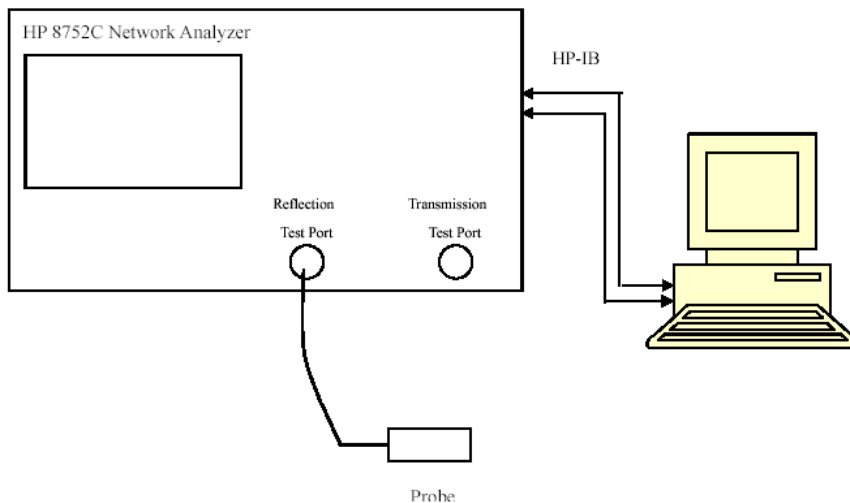 HP 8752C Network Analyzer
HP-IB
Reflection
Test Port
Transmission
Test Port
Probe